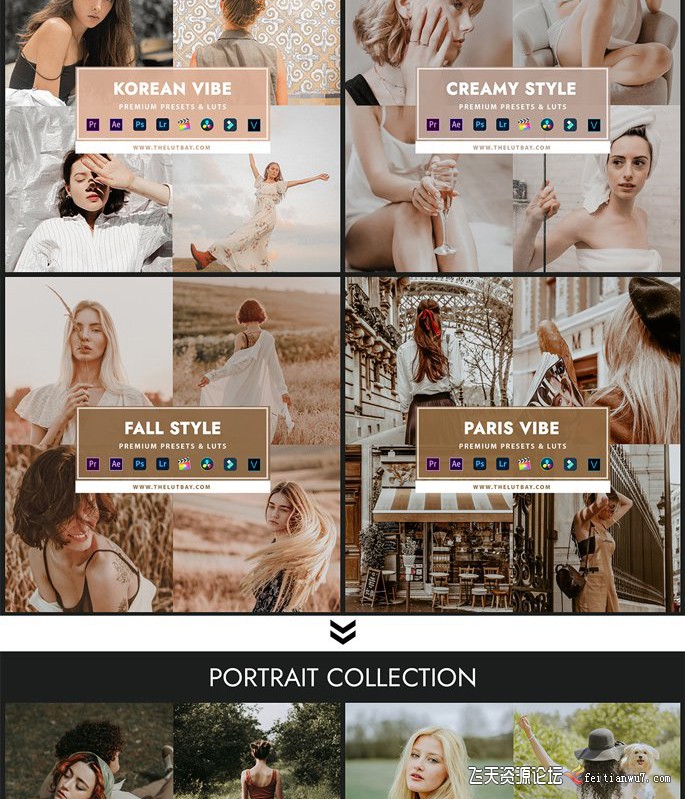 KOREAN VIBE
PREMIUM PRESETS & LUTS
Pr Ae Ps Lr V
WWW.THELUTBAY.COM
CREAMY STYLE
PREMIUM PRESETS & LUTS
Pr Ae Ps Lr V
WWW.THELUTBAY.COM
FALL STYLE
PREMIUM PRESETS & LUTS
Pr Ae Ps Lr V
WWW.THELUTBAY.COM
PARIS VIBE
PREMIUM PRESETS & LUTS
Pr Ae Ps Lr V
WWW.THELUTBAY.COM
PORTRAIT COLLECTION
飞天资源论坛 feitianwu7.com